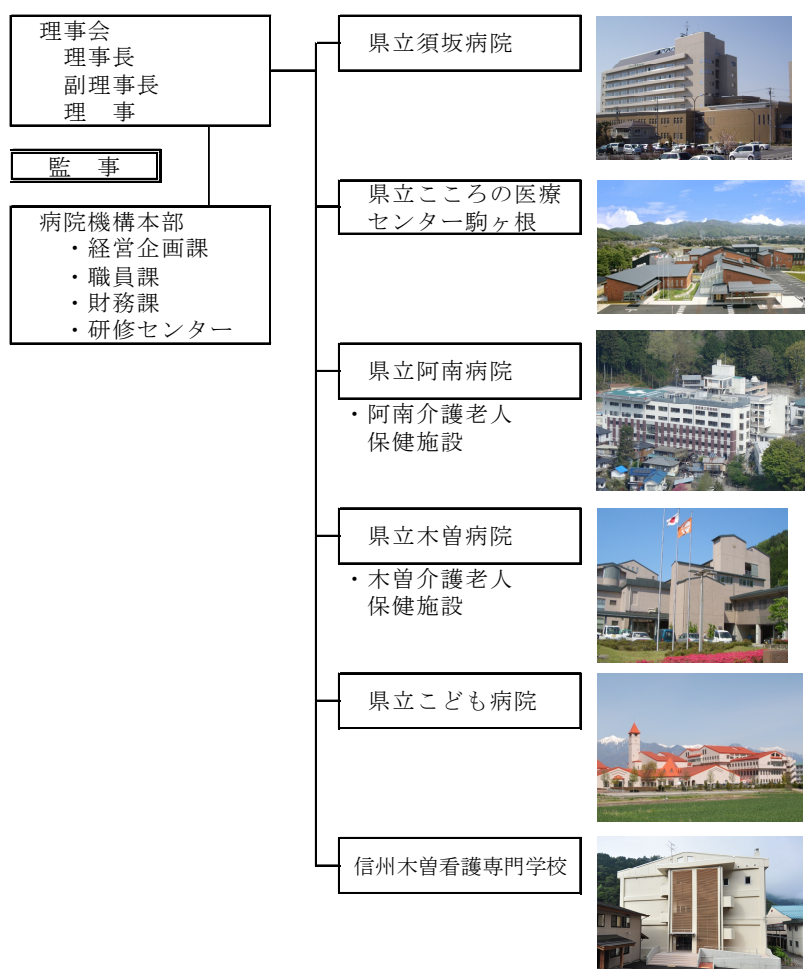 理事会
理事長
副理事長
理　事
監　事
病院機構本部
・経営企画課
・職員課
・財務課
・研修センター
県立須坂病院
県立こころの医療
センター駒ヶ根
県立阿南病院
・阿南介護老人
保健施設
県立木曽病院
・木曽介護老人
保健施設
県立こども病院
信州木曽看護専門学校